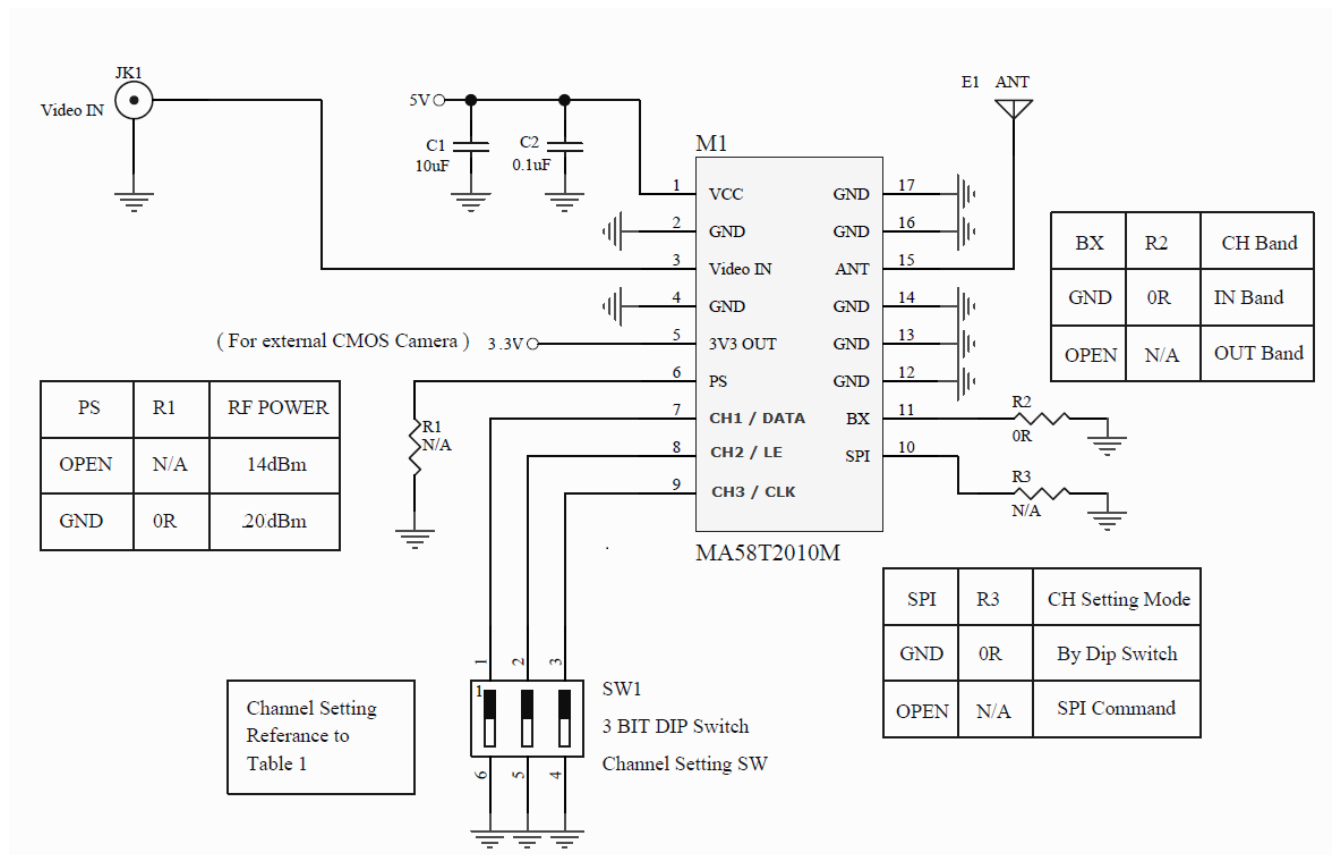 JK1
Video IN
5V
C1
10uF
C2
0.1uF
E1 ANT
M1
1 VCC GND 17
2 GND GND 16
3 Video IN ANT 15
4 GND GND 14
5 3V3 OUT GND 13
6 PS GND 12
7 CH1 / DATA BX 11
8 CH2 / LE SPI 10
9 CH3 / CLK
MA58T2010M
( For external CMOS Camera ) 3.3V
R1
N/A
R2
0R
R3
N/A
BX R2 CH Band
GND 0R IN Band
OPEN N/A OUT Band
PS R1 RF POWER
OPEN N/A 14dBm
GND 0R 20dBm
SPI R3 CH Setting Mode
GND 0R By Dip Switch
OPEN N/A SPI Command
1 2 3
1
6 5 4
SW1
3 BIT DIP Switch
Channel Setting SW
Channel Setting
Referance to
Table 1